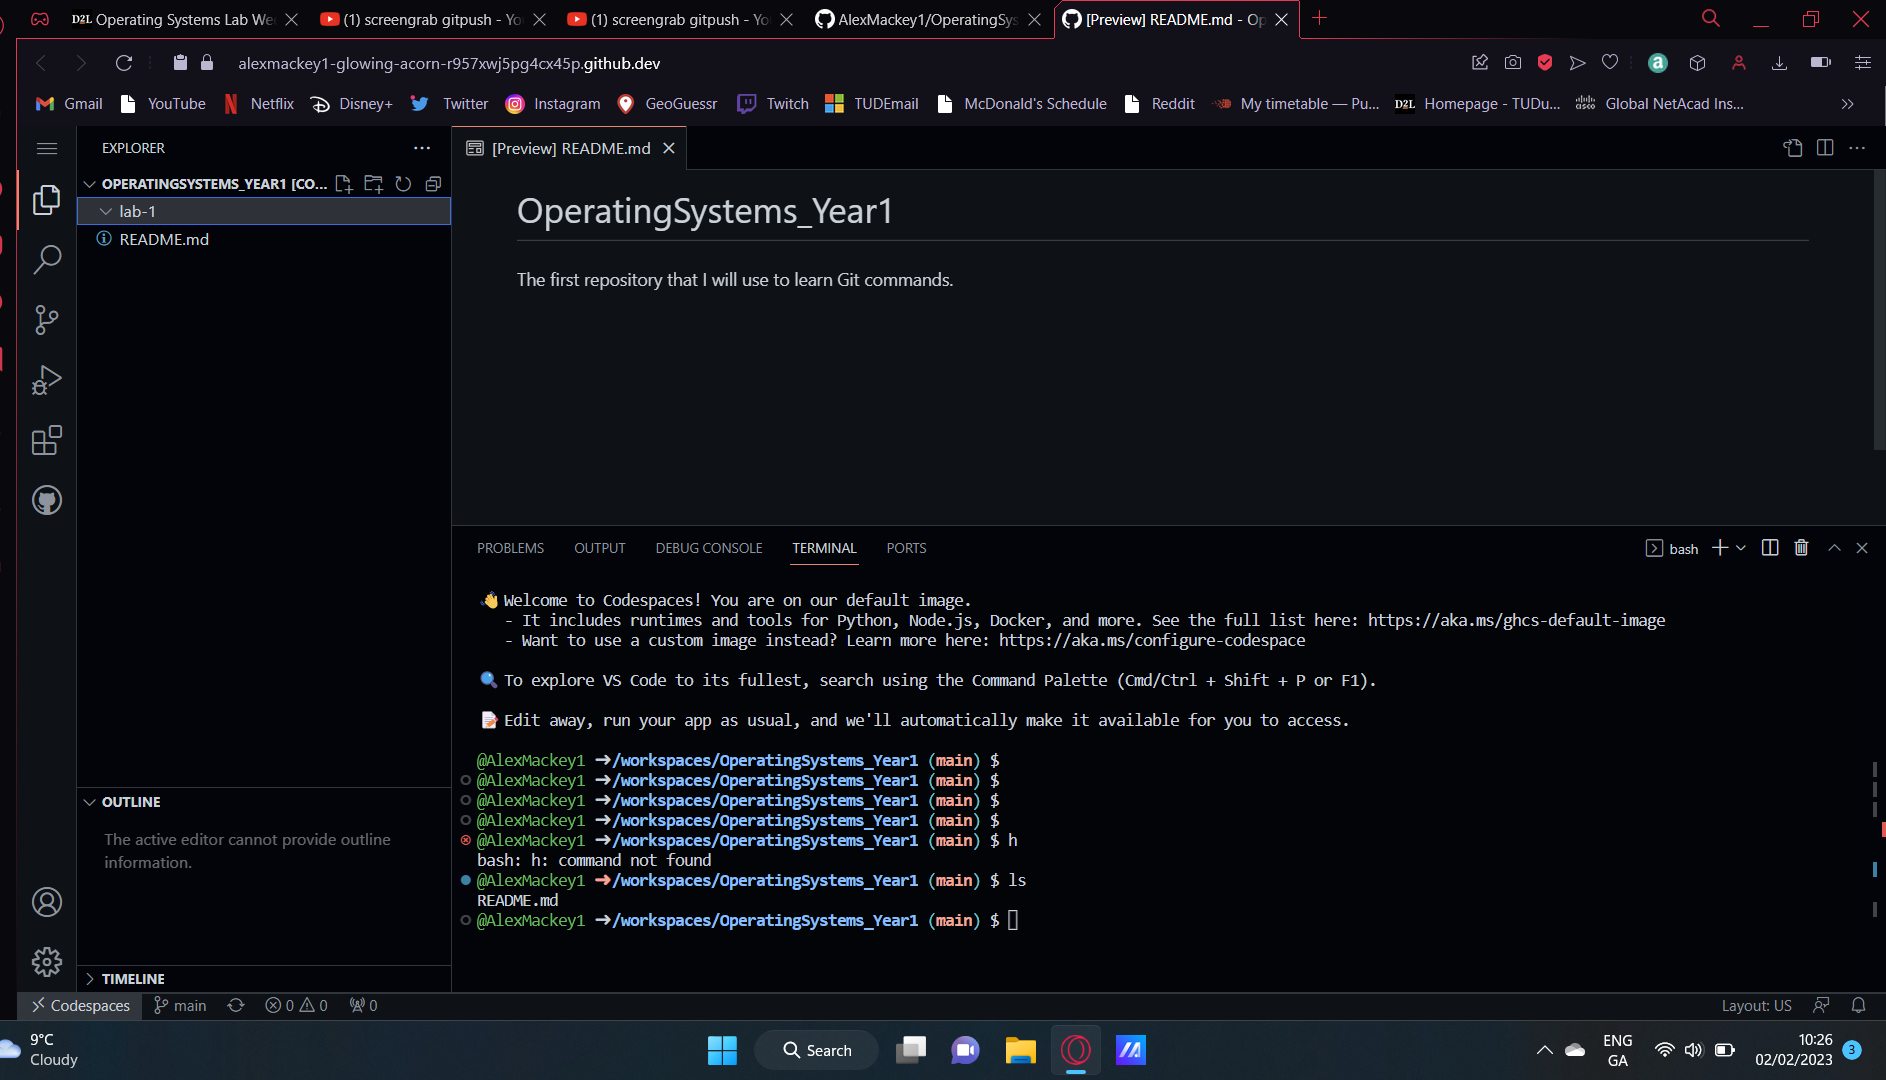 Operating Systems Lab We
(1) screengrab gitpush - Yo
(1) screengrab gitpush - Yo
AlexMackey1/OperatingSys
[Preview] README.md - Op
alexmackey1-glowing-acorn-r957xwj5pg4cx45p.github.dev
Gmail
YouTube
Netflix
Disney+
Twitter
Instagram
GeoGuessr
Twitch
TUDEmail
McDonald's Schedule
Reddit
My timetable — Pu...
D2L Homepage - TUDu...
Global NetAcad Ins...
EXPLORER
[Preview] README.md
OPERATINGSYSTEMS_YEAR1 [CO...
lab-1
README.md
OperatingSystems_Year1
The first repository that I will use to learn Git commands.
PROBLEMS OUTPUT DEBUG CONSOLE TERMINAL PORTS
bash
👋 Welcome to Codespaces! You are on our default image.
- It includes runtimes and tools for Python, Node.js, Docker, and more. See the full list here: https://aka.ms/ghcs-default-image
- Want to use a custom image instead? Learn more here: https://aka.ms/configure-codespace
🔍 To explore VS Code to its fullest, search using the Command Palette (Cmd/Ctrl + Shift + P or F1).
📝 Edit away, run your app as usual, and we'll automatically make it available for you to access.
@AlexMackey1 ➜/workspaces/OperatingSystems_Year1 (main) $
@AlexMackey1 ➜/workspaces/OperatingSystems_Year1 (main) $
@AlexMackey1 ➜/workspaces/OperatingSystems_Year1 (main) $
@AlexMackey1 ➜/workspaces/OperatingSystems_Year1 (main) $
@AlexMackey1 ➜/workspaces/OperatingSystems_Year1 (main) $ h
bash: h: command not found
@AlexMackey1 ➜/workspaces/OperatingSystems_Year1 (main) $ ls
README.md
@AlexMackey1 ➜/workspaces/OperatingSystems_Year1 (main) $
OUTLINE
The active editor cannot provide outline
information.
TIMELINE
Codespaces main 0 0 0
Layout: US
9°C
Cloudy
Search
ENG
GA
10:26
02/02/2023
3